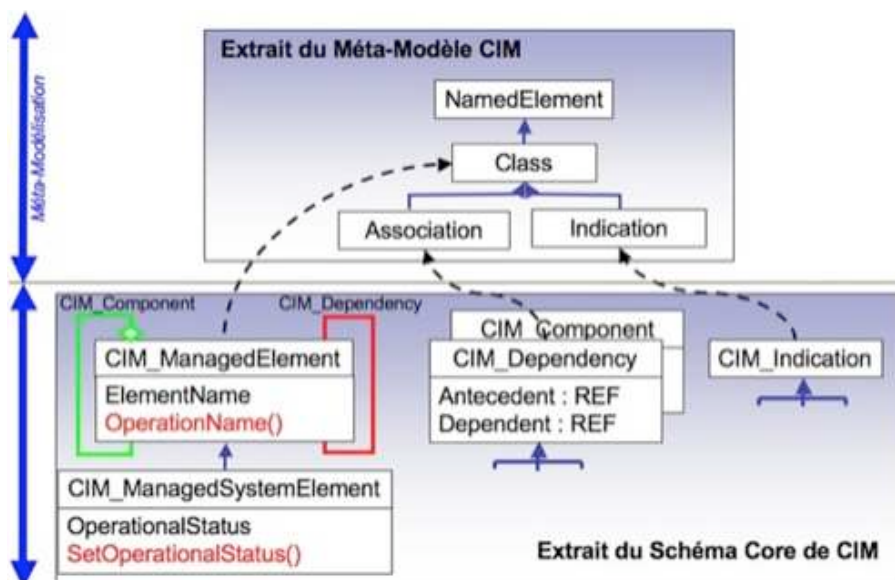 Extrait du Méta-Modèle CIM
NamedElement
Class
Association
Indication
Méta-Modélisation
CIM_Component
CIM_Dependency
CIM_ManagedElement
ElementName
OperationName()
CIM_ManagedSystemElement
OperationalStatus
SetOperationalStatus()
CIM_Component
CIM_Dependency
Antecedent : REF
Dependent : REF
CIM_Indication
Extrait du Schéma Core de CIM